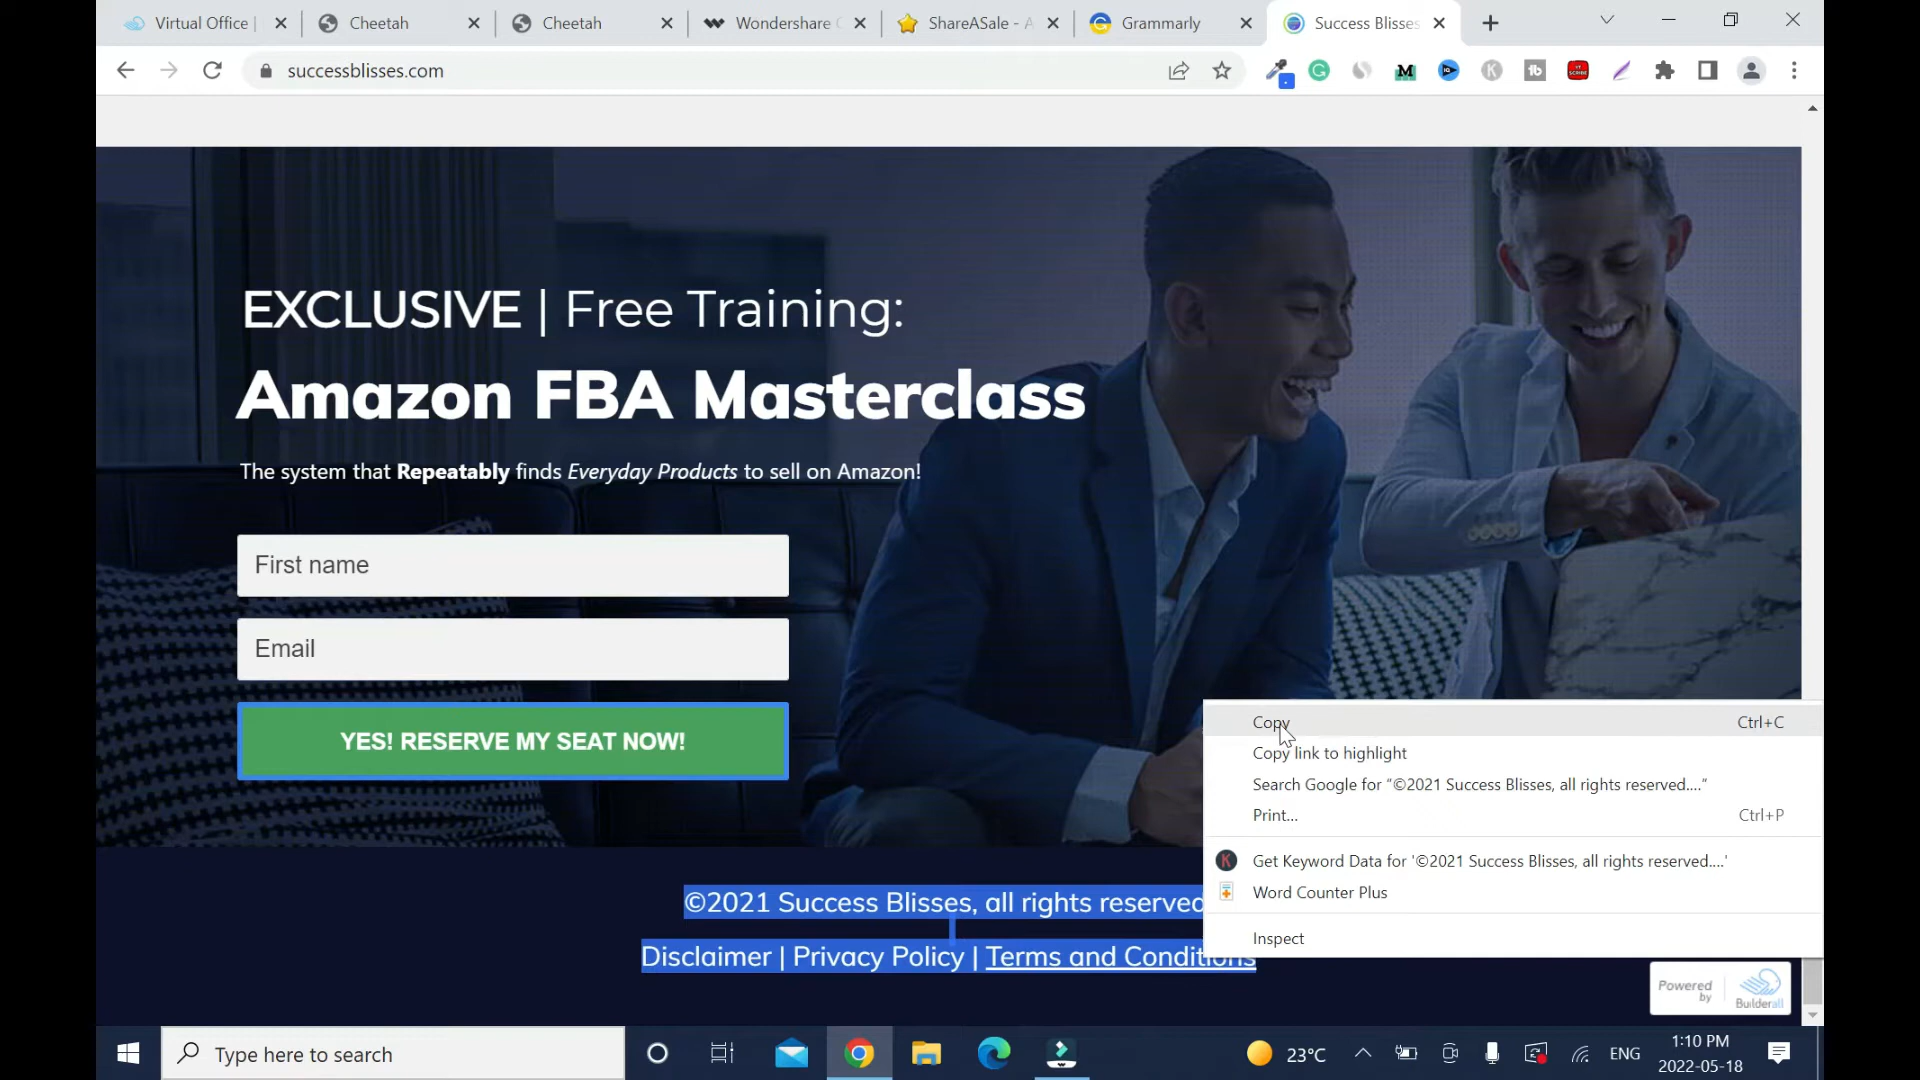 Virtual Office |
Cheetah
Cheetah
Wondershare
ShareASale - A
Grammarly
Success Blisses
successblisses.com
EXCLUSIVE | Free Training:
Amazon FBA Masterclass
The system that Repeatably finds Everyday Products to sell on Amazon!
First name
Email
YES! RESERVE MY SEAT NOW!
Copy Ctrl+C
Copy link to highlight
Search Google for “©2021 Success Blisses, all rights reserved....”
Print... Ctrl+P
Get Keyword Data for '©2021 Success Blisses, all rights reserved....'
Word Counter Plus
Inspect
©2021 Success Blisses, all rights reserved
Disclaimer | Privacy Policy | Terms and Conditions
Powered by Builderall
Type here to search
23°C
ENG
1:10 PM
2022-05-18